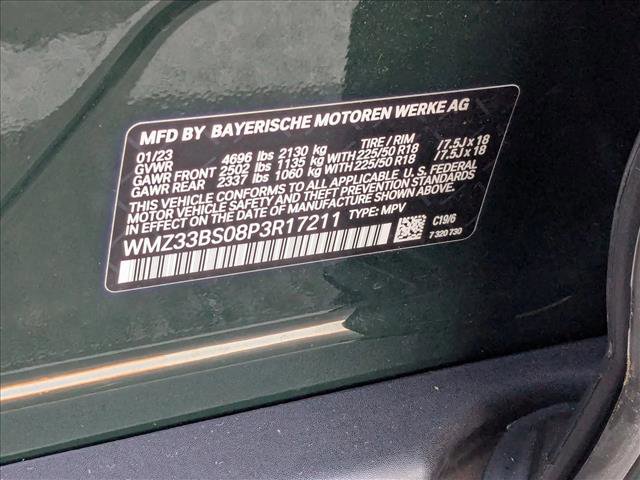 MFD BY BAYERISCHE MOTOREN WERKE AG
01/23 TIRE / RIM
GVWR 4696 lbs 2130 kg
GAWR FRONT 2502 lbs 1135 kg WITH 225/50 R18 /7.5J x 18
GAWR REAR 2337 lbs 1060 kg WITH 225/50 R18 /7.5J x 18
THIS VEHICLE CONFORMS TO ALL APPLICABLE U. S. FEDERAL
MOTOR VEHICLE SAFETY AND THEFT PREVENTION STANDARDS
IN EFFECT ON THE DATE OF MANUFACTURE SHOWN ABOVE.
WMZ33BS08P3R17211 TYPE: MPV
C19/6
7 320 730